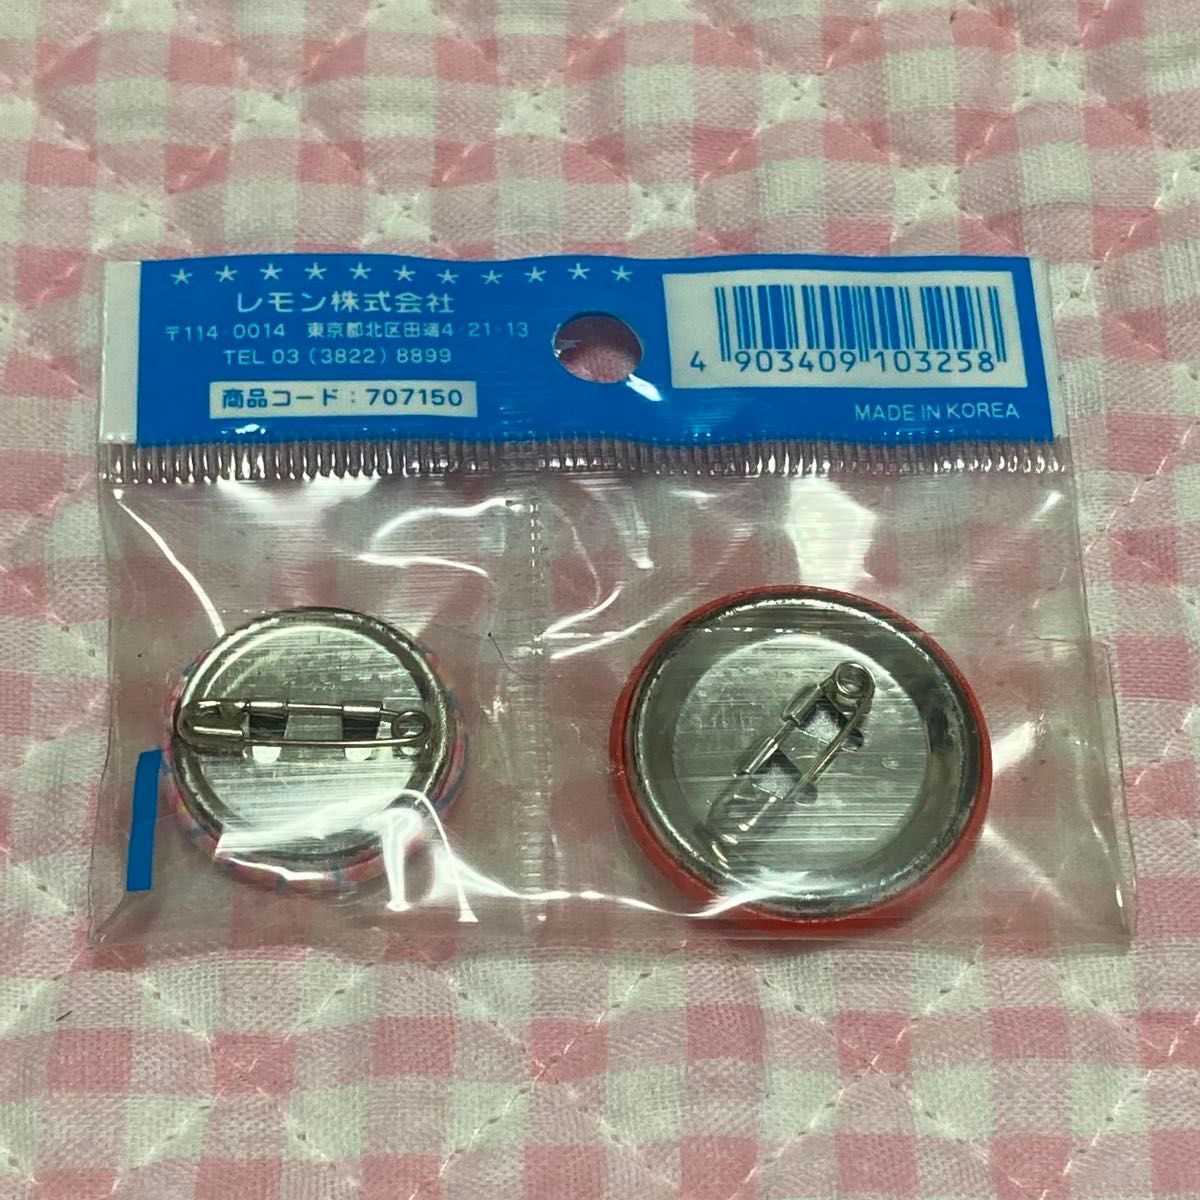 レモン株式会社
〒114-0014 東京都北区田端4-21-13
TEL 03 (3822) 8899
商品コード:707150
4 903409 103258
MADE IN KOREA